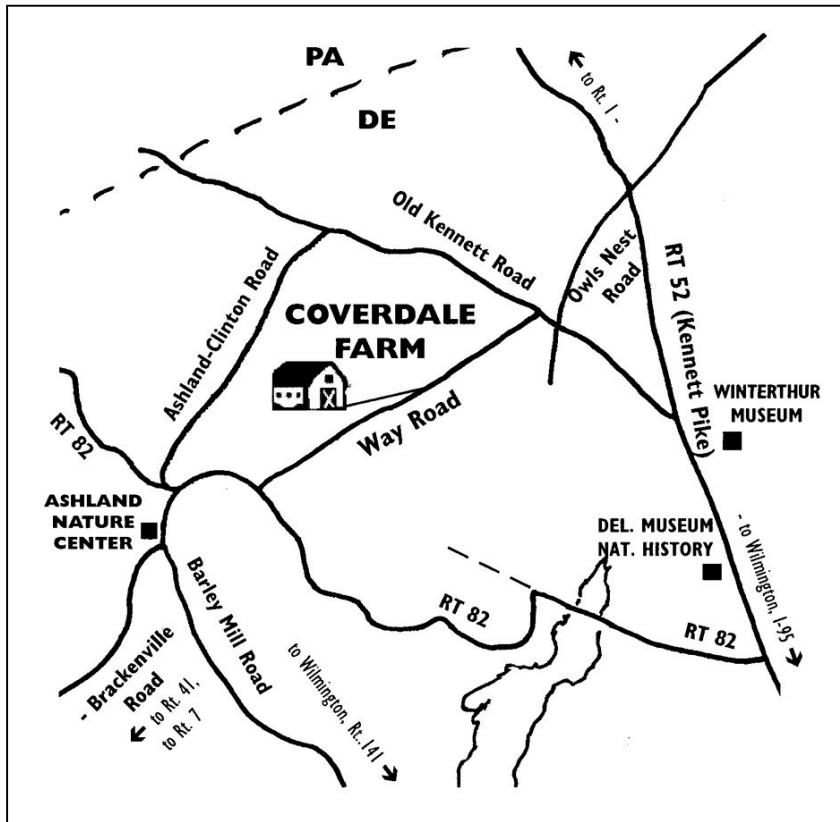 PA
DE
to Rt. 1 -
Old Kennett Road
Owls Nest
Road
RT 52 (Kennett Pike)
Ashland-Clinton Road
COVERDALE
FARM
Way Road
WINTERTHUR
MUSEUM
RT 82
ASHLAND
NATURE
CENTER
DEL. MUSEUM
NAT. HISTORY
- to Wilmington, I-95
Barley Mill Road
RT 82
RT 82
- Brackenville
Road
to Rt. 41,
to Rt. 7
to Wilmington, Rt..141